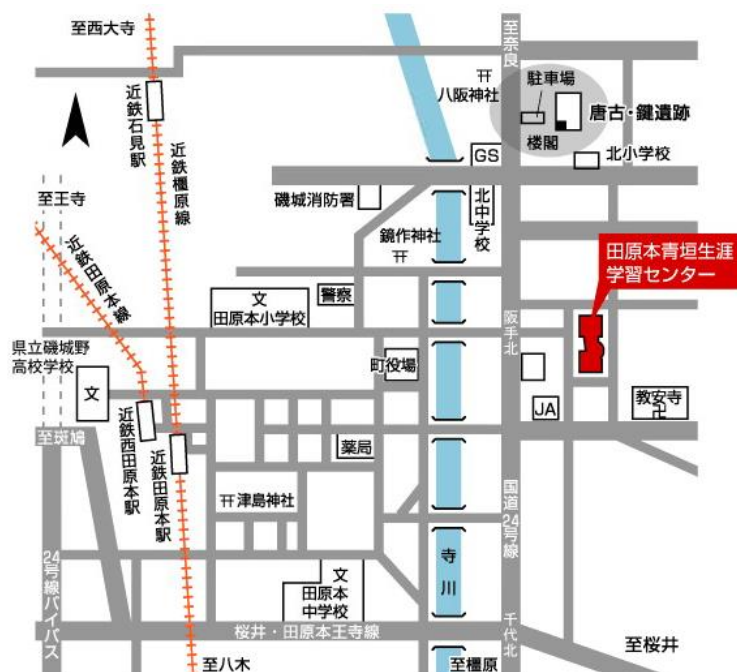 至西大寺
至奈良
駐車場
八阪神社
唐古・鍵遺跡
楼閣
近鉄石見駅
GS
北小学校
近鉄橿原線
磯城消防署
北中学校
至王寺
鏡作神社
田原本青垣生涯
学習センター
近鉄田原本線
文
田原本小学校
警察
阪手北
県立磯城野
高校学校
町役場
文
教安寺
JA
至斑鳩
薬局
近鉄西田原本駅
近鉄田原本駅
津島神社
国道24号線
24号線バイパス
寺川
文
田原本
中学校
桜井・田原本王寺線
千代北
至桜井
至八木
至橿原